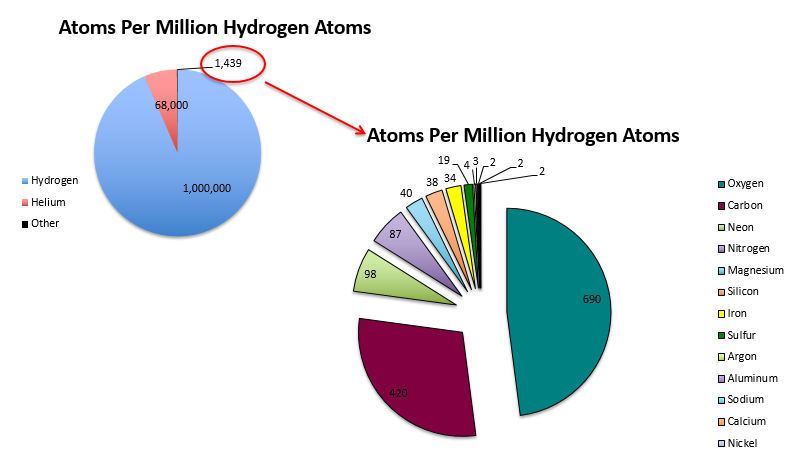 Atoms Per Million Hydrogen Atoms
1,439
68,000
1,000,000
Hydrogen
Helium
Other
Atoms Per Million Hydrogen Atoms
690
420
98
87
40
38
34
19
4
3
2
2
2
Oxygen
Carbon
Neon
Nitrogen
Magnesium
Silicon
Iron
Sulfur
Argon
Aluminum
Sodium
Calcium
Nickel